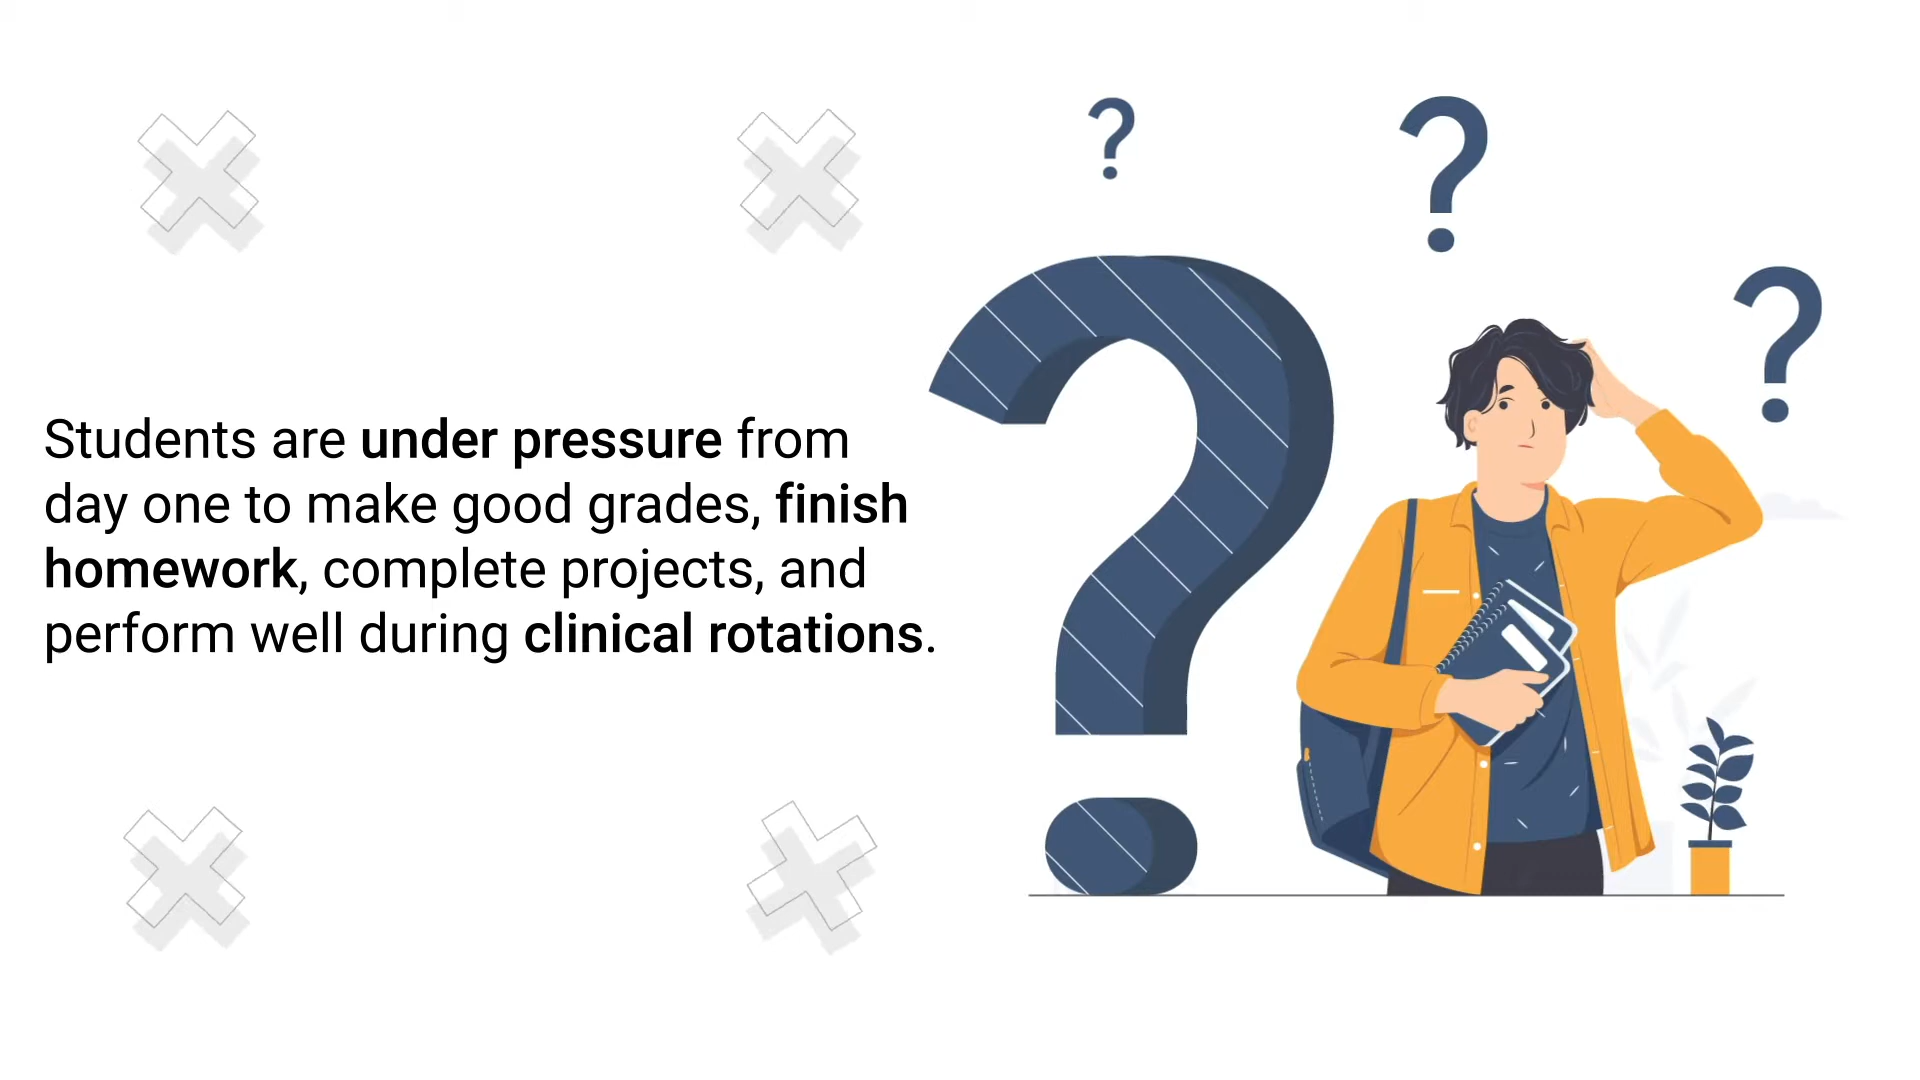 Students are under pressure from
day one to make good grades, finish
homework, complete projects, and
perform well during clinical rotations.
?
?
?
?